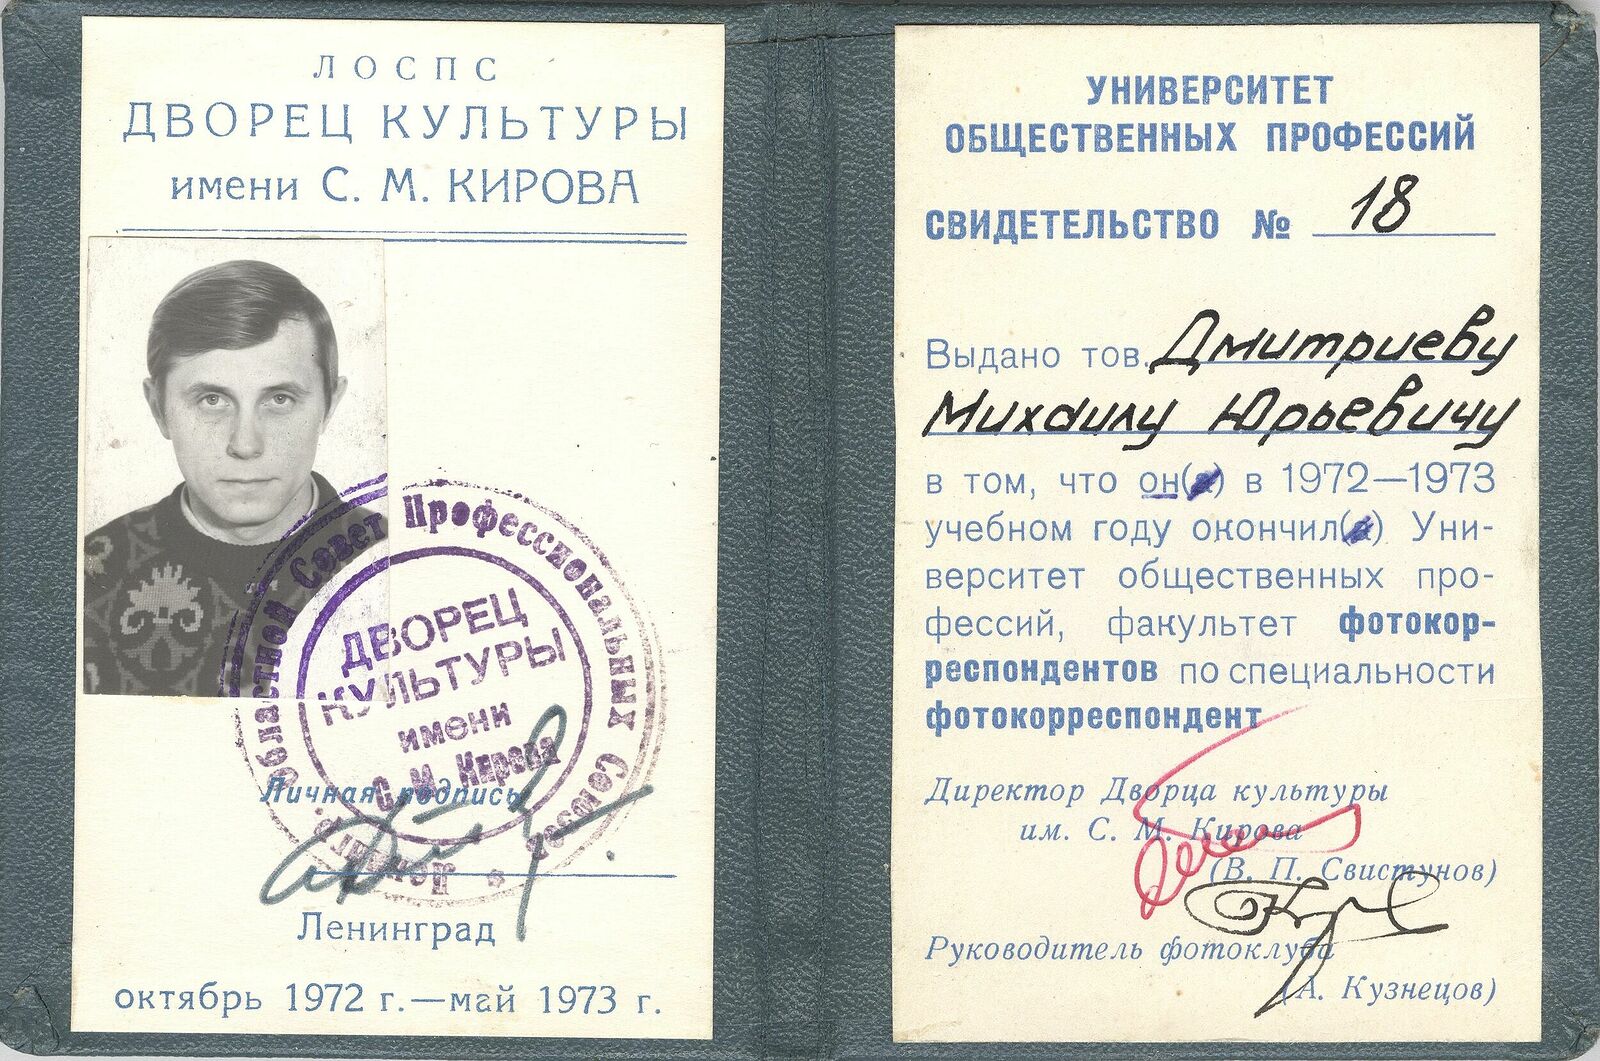 ЛОСПС
ДВОРЕЦ КУЛЬТУРЫ
имени С. М. КИРОВА
Областной Совет Профессиональных Союзов
Ленингр.
ДВОРЕЦ
КУЛЬТУРЫ
имени
С. М. Кирова
Личная подпись
Ленинград
октябрь 1972 г.—май 1973 г.
УНИВЕРСИТЕТ
ОБЩЕСТВЕННЫХ ПРОФЕССИЙ
СВИДЕТЕЛЬСТВО № 18
Выдано тов. Дмитриеву
Михаилу Юрьевичу
в том, что он(а) в 1972—1973
учебном году окончил(а) Уни-
верситет общественных про-
фессий, факультет фотокор-
респондентов по специальности
фотокорреспондент
Директор Дворца культуры
им. С. М. Кирова
(В. П. Свистунов)
Руководитель фотоклуба
(А. Кузнецов)